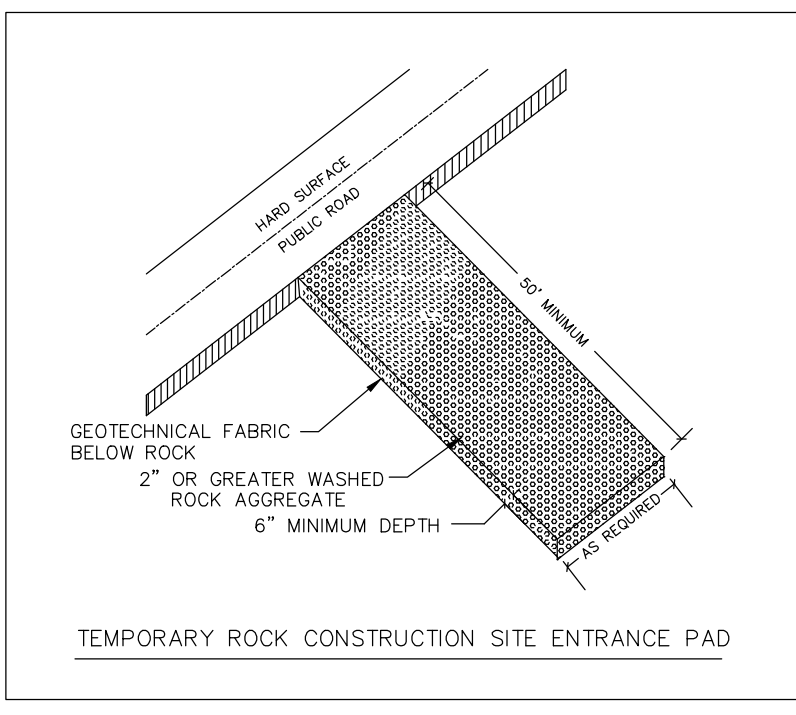 HARD SURFACE
PUBLIC ROAD
50' MINIMUM
GEOTECHNICAL FABRIC
BELOW ROCK
2" OR GREATER WASHED
ROCK AGGREGATE
6" MINIMUM DEPTH
AS REQUIRED
TEMPORARY ROCK CONSTRUCTION SITE ENTRANCE PAD